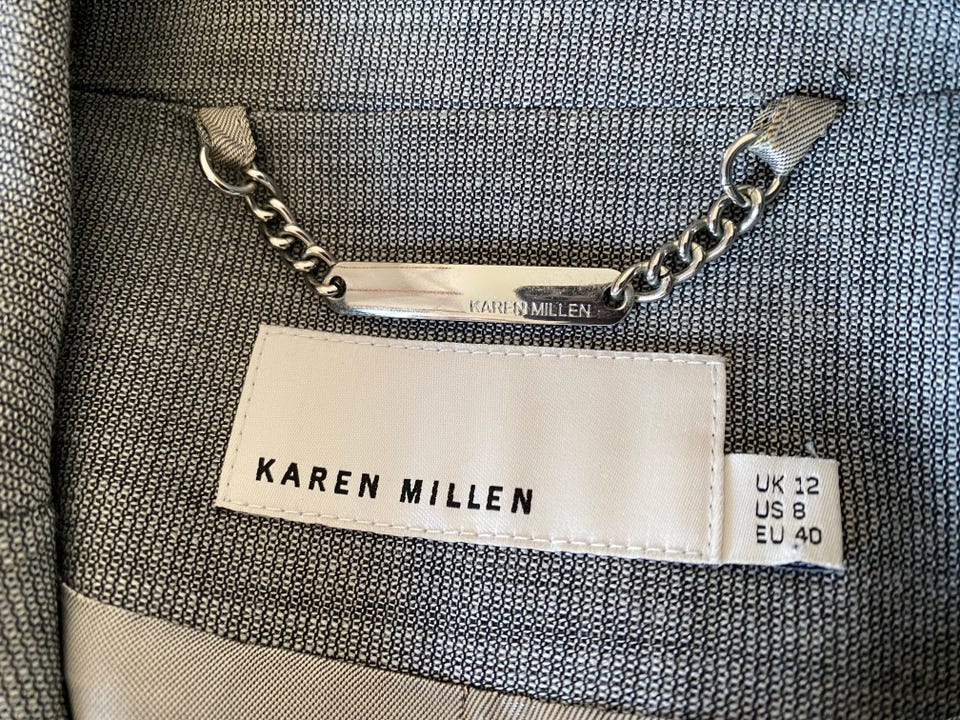 KAREN MILLEN
KAREN MILLEN
UK 12
US 8
EU 40